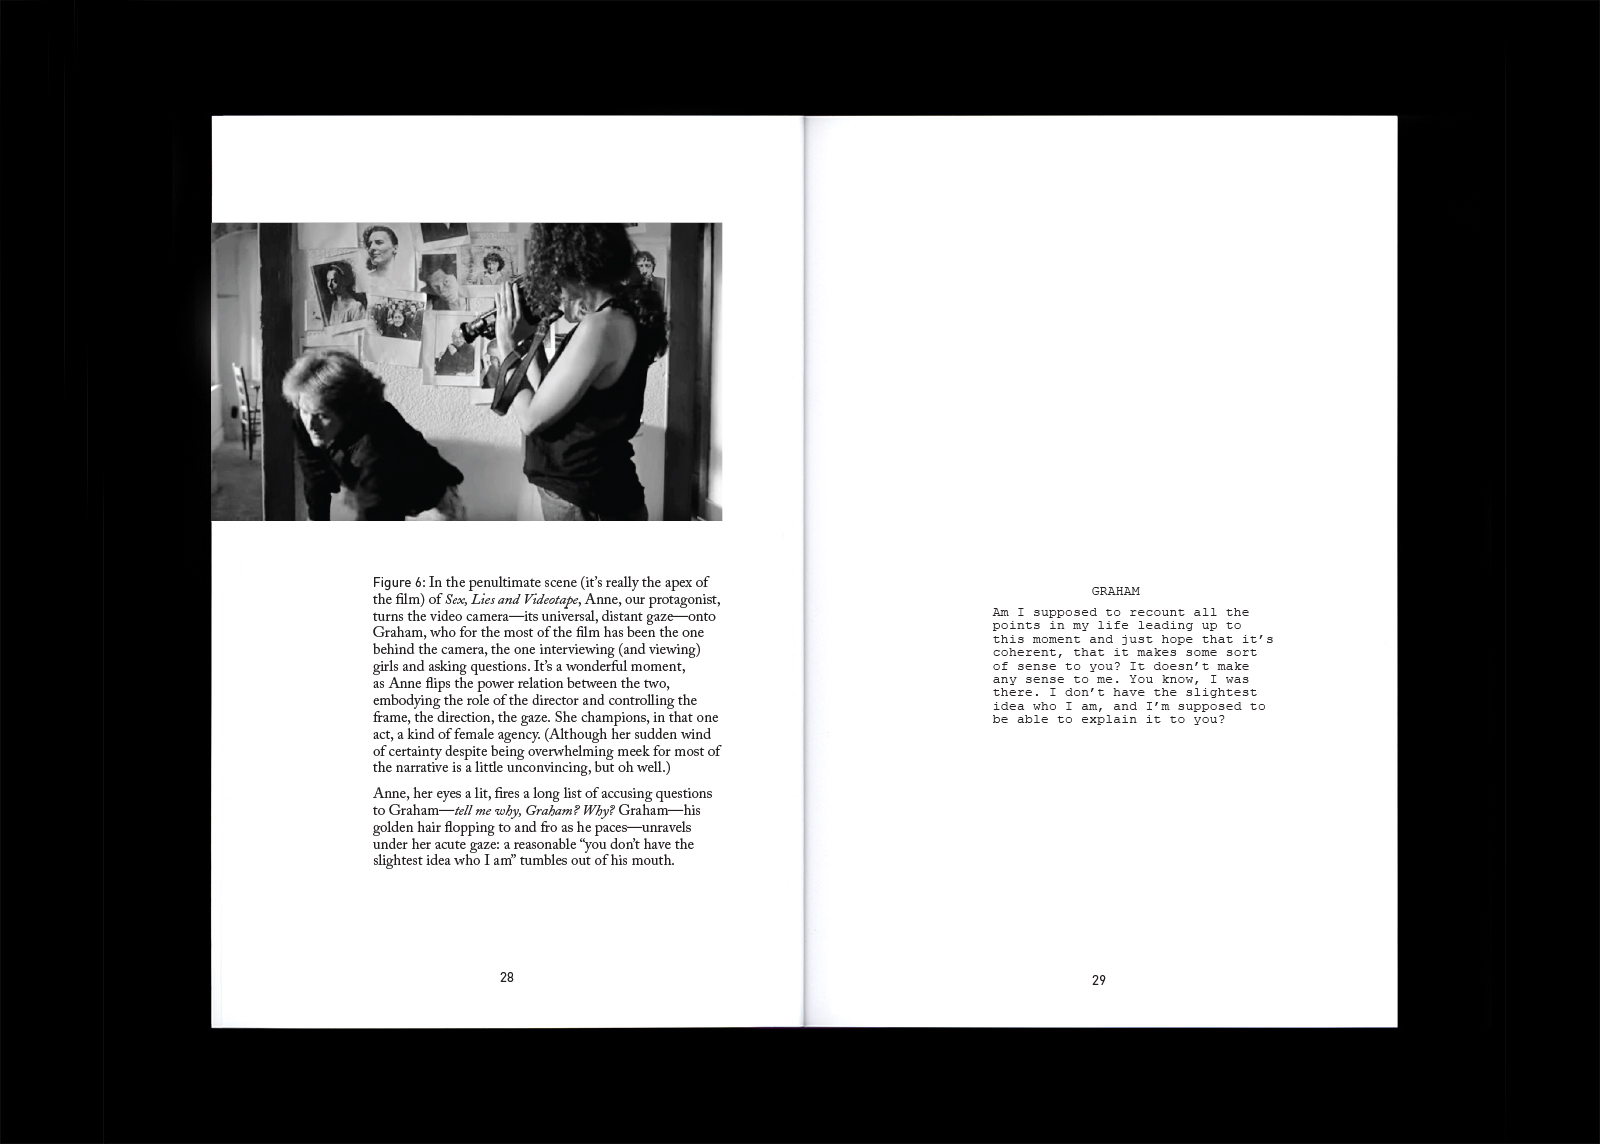 Figure 6: In the penultimate scene (it’s really the apex of
the film) of Sex, Lies and Videotape, Anne, our protagonist,
turns the video camera—its universal, distant gaze—onto
Graham, who for the most of the film has been the one
behind the camera, the one interviewing (and viewing)
girls and asking questions. It’s a wonderful moment,
as Anne flips the power relation between the two,
embodying the role of the director and controlling the
frame, the direction, the gaze. She champions, in that one
act, a kind of female agency. (Although her sudden wind
of certainty despite being overwhelming meek for most of
the narrative is a little unconvincing, but oh well.)
Anne, her eyes a lit, fires a long list of accusing questions
to Graham—tell me why, Graham? Why? Graham—his
golden hair flopping to and fro as he paces—unravels
under her acute gaze: a reasonable “you don’t have the
slightest idea who I am” tumbles out of his mouth.
28
GRAHAM
Am I supposed to recount all the
points in my life leading up to
this moment and just hope that it’s
coherent, that it makes some sort
of sense to you? It doesn’t make
any sense to me. You know, I was
there. I don’t have the slightest
idea who I am, and I’m supposed to
be able to explain it to you?
29